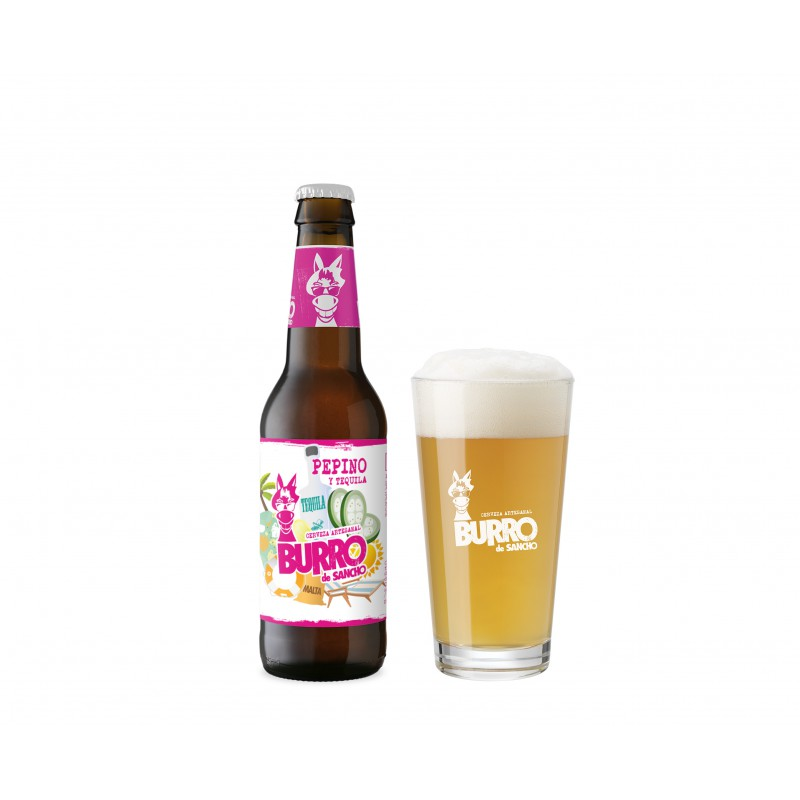 PEPINO
Y TEQUILA
TEQUILA
CERVEZA ARTESANAL
BURRO
de SANCHO
MALTA
CERVEZA ARTESANAL
BURRO
de SANCHO